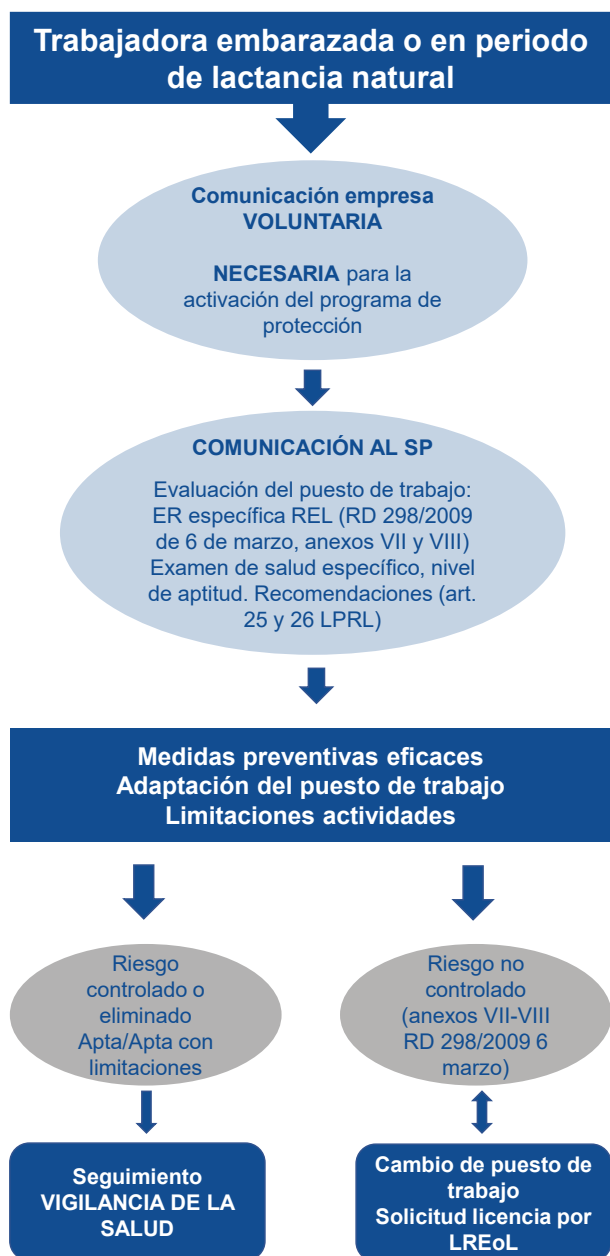 Trabajadora embarazada o en periodo
de lactancia natural
Comunicación empresa
VOLUNTARIA
NECESARIA para la
activación del programa de
protección
COMUNICACIÓN AL SP
Evaluación del puesto de trabajo:
ER específica REL (RD 298/2009
de 6 de marzo, anexos VII y VIII)
Examen de salud específico, nivel
de aptitud. Recomendaciones (art.
25 y 26 LPRL)
Medidas preventivas eficaces
Adaptación del puesto de trabajo
Limitaciones actividades
Riesgo
controlado o
eliminado
Apta/Apta con
limitaciones
Riesgo no
controlado
(anexos VII-VIII
RD 298/2009 6
marzo)
Seguimiento
VIGILANCIA DE LA
SALUD
Cambio de puesto de
trabajo
Solicitud licencia por
LREoL